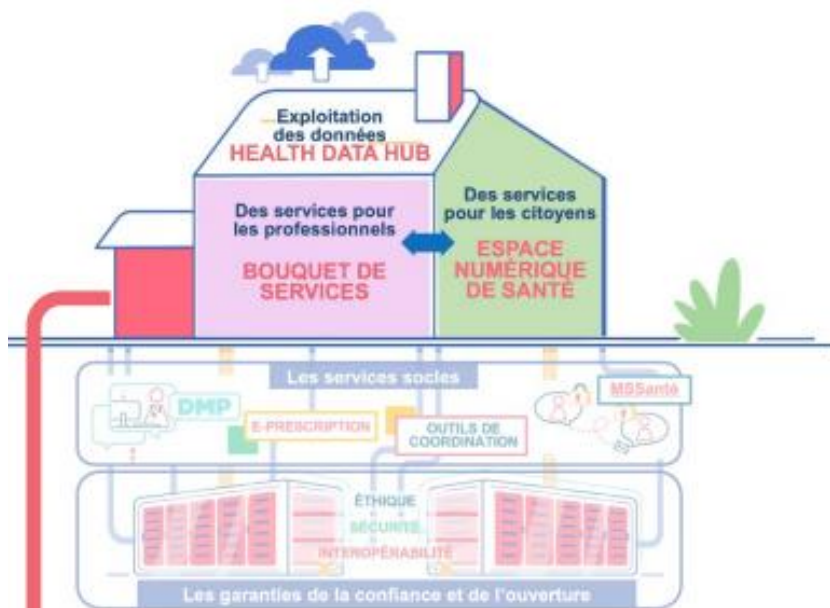 Exploitation
des données
HEALTH DATA HUB
Des services pour
les professionnels
BOUQUET DE
SERVICES
Des services
pour les citoyens
ESPACE
NUMÉRIQUE
DE SANTÉ
Les services socles
DMP
E-PRESCRIPTION
OUTILS DE
COORDINATION
MSSanté
ÉTHIQUE
SÉCURITÉ
INTEROPÉRABILITÉ
Les garanties de la confiance et de l'ouverture